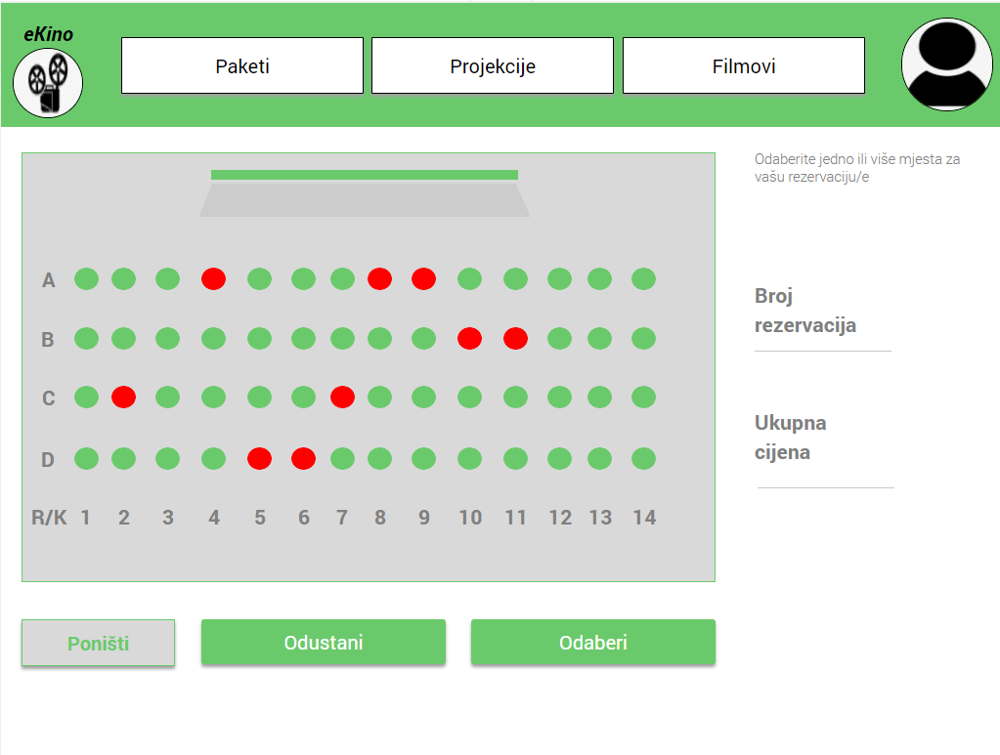 eKino
Paketi
Projekcije
Filmovi
Odaberite jedno ili više mjesta za
vašu rezervaciju/e
A
B
C
D
R/K 1 2 3 4 5 6 7 8 9 10 11 12 13 14
Broj
rezervacija
Ukupna
cijena
Poništi
Odustani
Odaberi